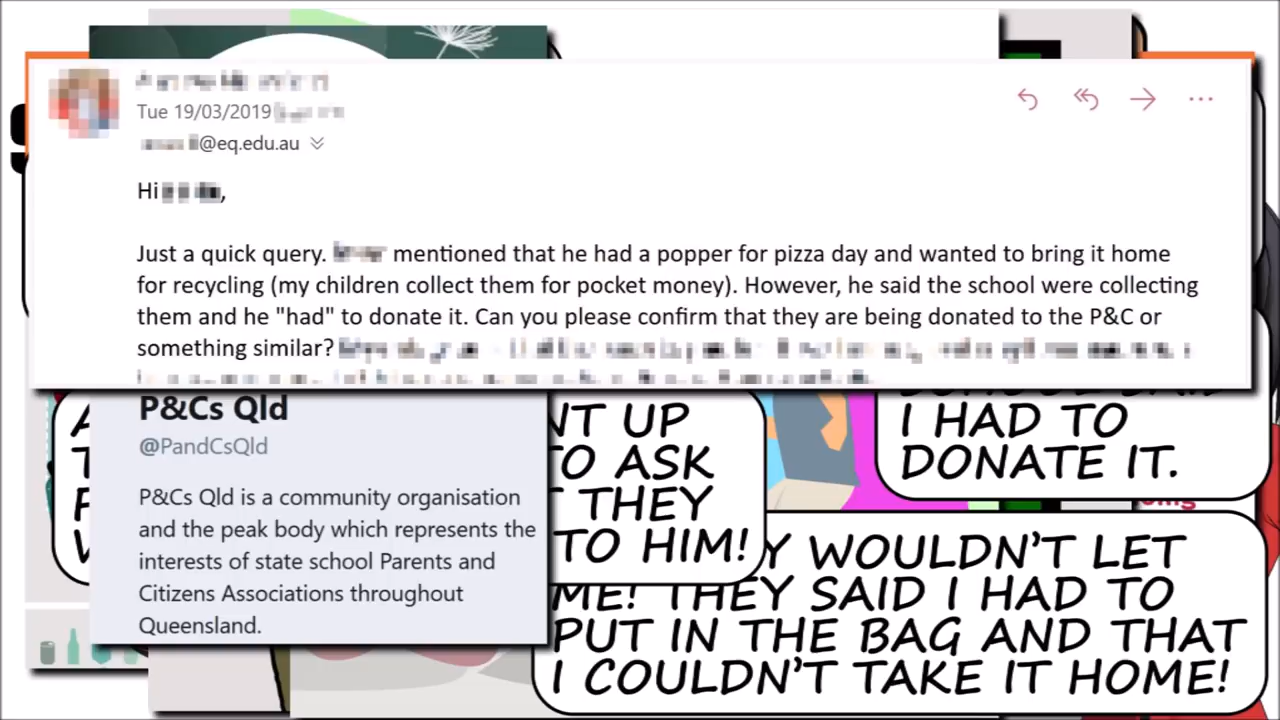 Tue 19/03/2019
@eq.edu.au
Hi ,
Just a quick query. mentioned that he had a popper for pizza day and wanted to bring it home
for recycling (my children collect them for pocket money). However, he said the school were collecting
them and he "had" to donate it. Can you please confirm that they are being donated to the P&C or
something similar?
P&Cs Qld
@PandCsQld
P&Cs Qld is a community organisation
and the peak body which represents the
interests of state school Parents and
Citizens Associations throughout
Queensland.
NT UP
TO ASK
THEY
TO HIM!
SCHOOL SAID
I HAD TO
DONATE IT.
Y WOULDN'T LET
ME! THEY SAID I HAD TO
PUT IN THE BAG AND THAT
I COULDN'T TAKE IT HOME!